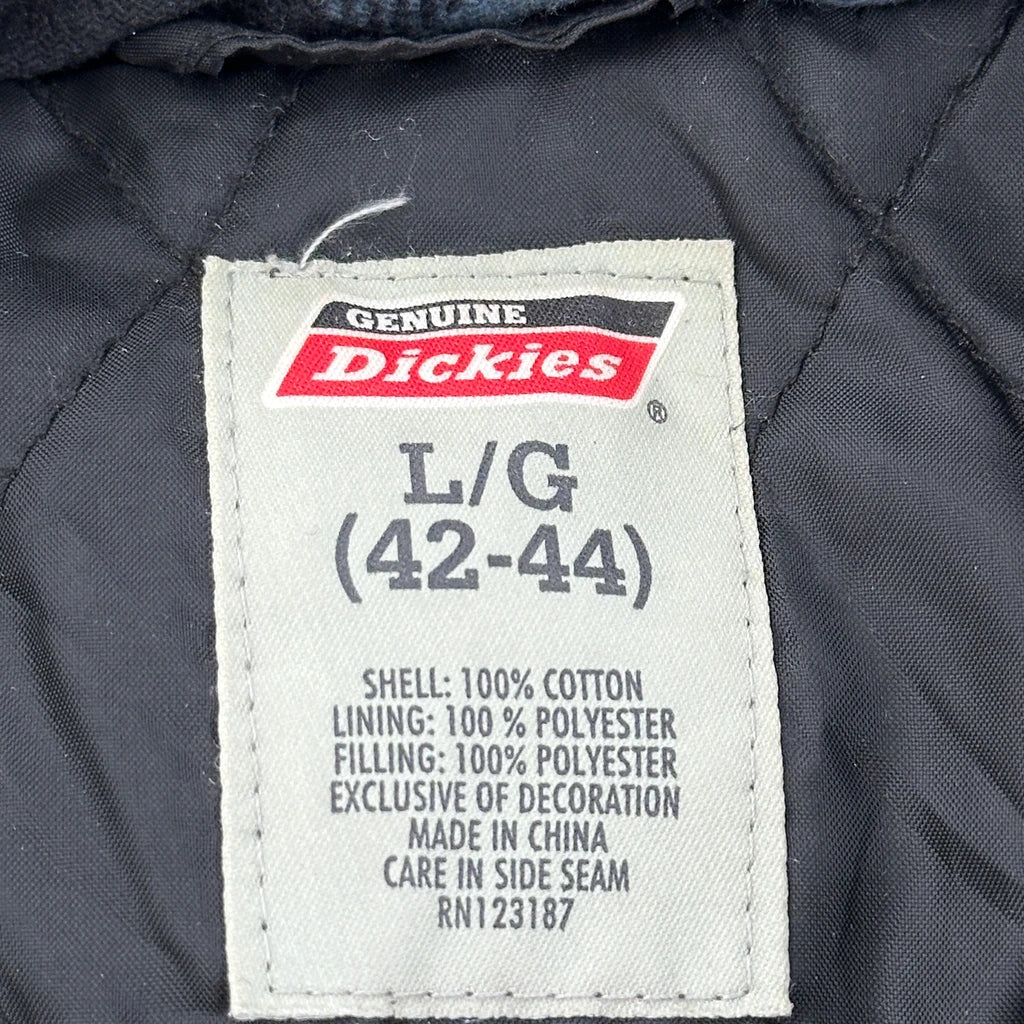 GENUINE
Dickies
®
L/G
(42-44)
SHELL: 100% COTTON
LINING: 100 % POLYESTER
FILLING: 100% POLYESTER
EXCLUSIVE OF DECORATION
MADE IN CHINA
CARE IN SIDE SEAM
RN123187